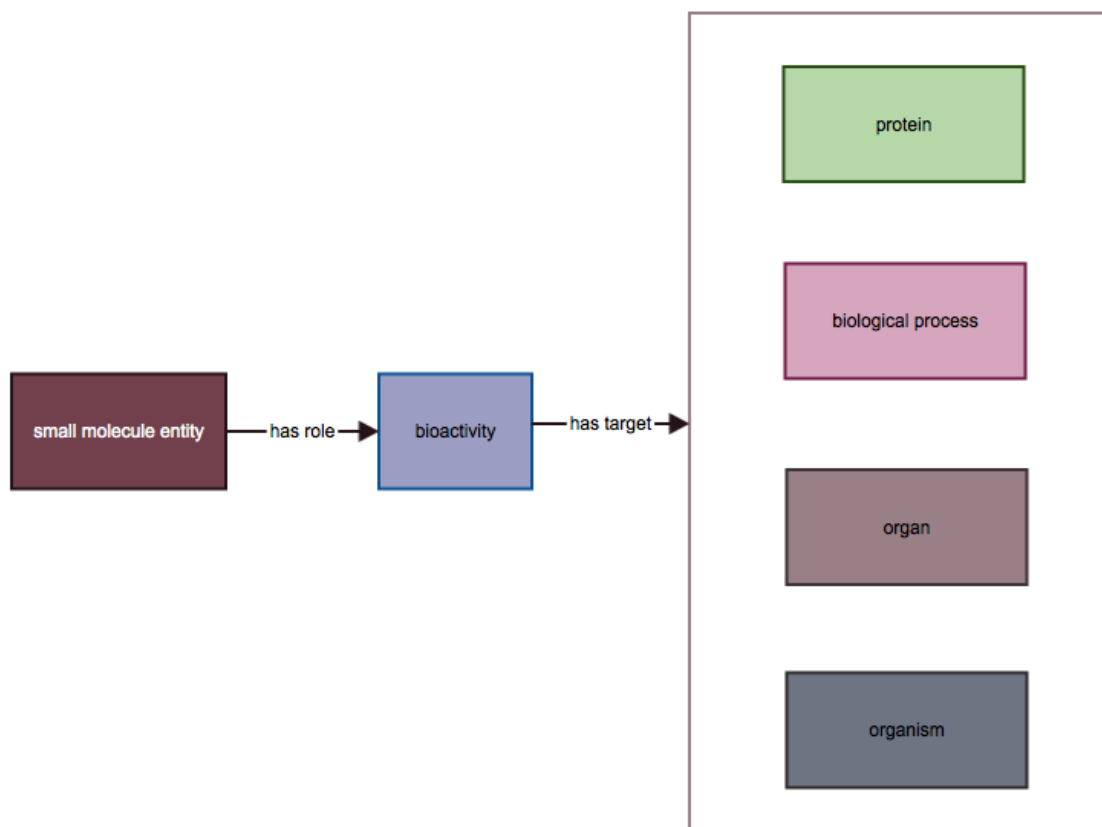 protein
biological process
small molecule entity
has role
bioactivity
has target
organ
organism